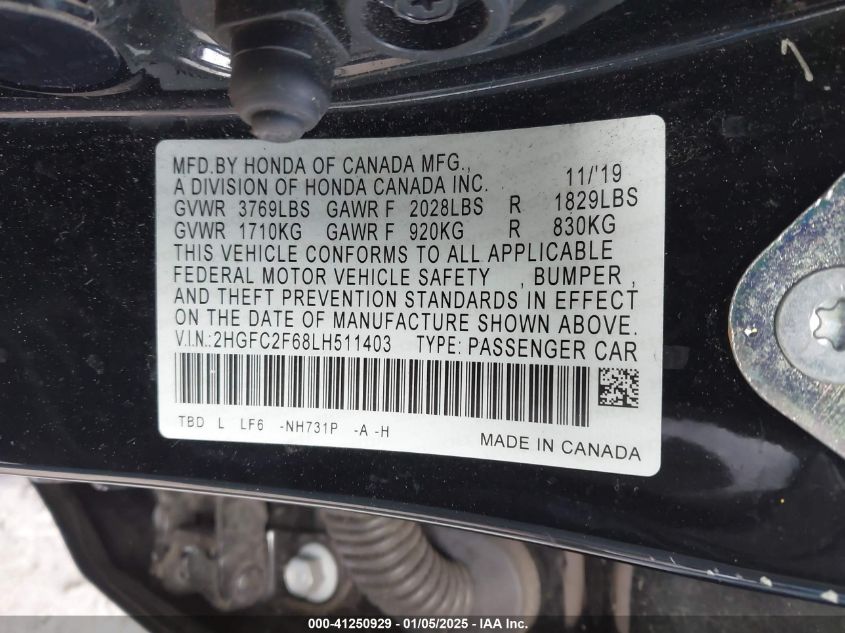 MFD.BY HONDA OF CANADA MFG.,
A DIVISION OF HONDA CANADA INC. 11/'19
GVWR 3769LBS GAWR F 2028LBS R 1829LBS
GVWR 1710KG GAWR F 920KG R 830KG
THIS VEHICLE CONFORMS TO ALL APPLICABLE
FEDERAL MOTOR VEHICLE SAFETY , BUMPER ,
AND THEFT PREVENTION STANDARDS IN EFFECT
ON THE DATE OF MANUFACTURE SHOWN ABOVE.
V.I.N.:2HGFC2F68LH511403 TYPE: PASSENGER CAR
TBD L LF6 -NH731P -A -H
MADE IN CANADA
000-41250929 — 01/05/2025 — IAA Inc.